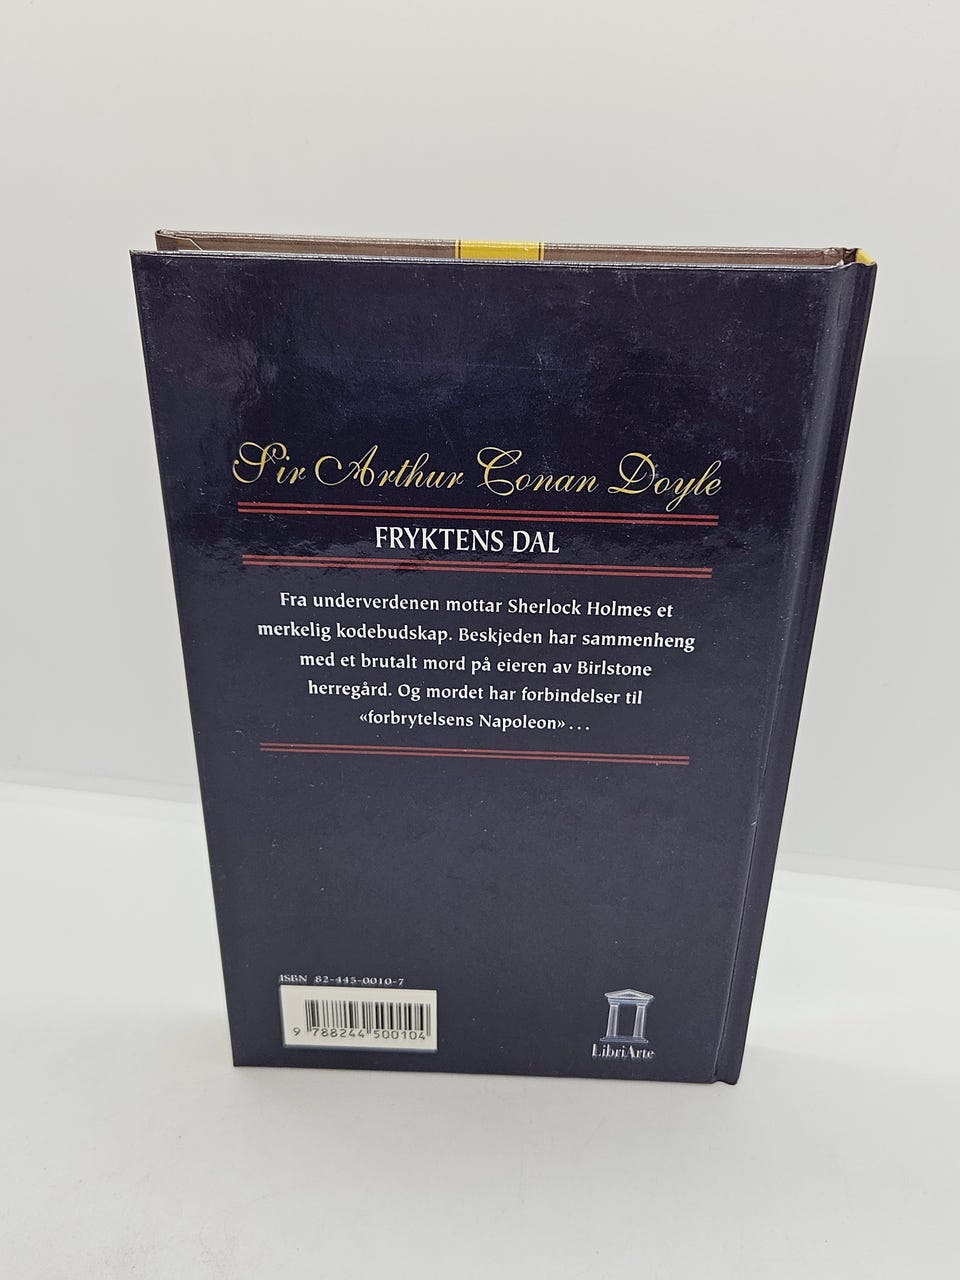 Sir Arthur Conan Doyle
FRYKTENS DAL
Fra underverdenen mottar Sherlock Holmes et
merkelig kodebudskap. Beskjeden har sammenheng
med et brutalt mord på eieren av Birlstone
herregård. Og mordet har forbindelser til
«forbrytelsens Napoleon»...
ISBN 82-445-0010-7
9 788244 500104
LibriArte